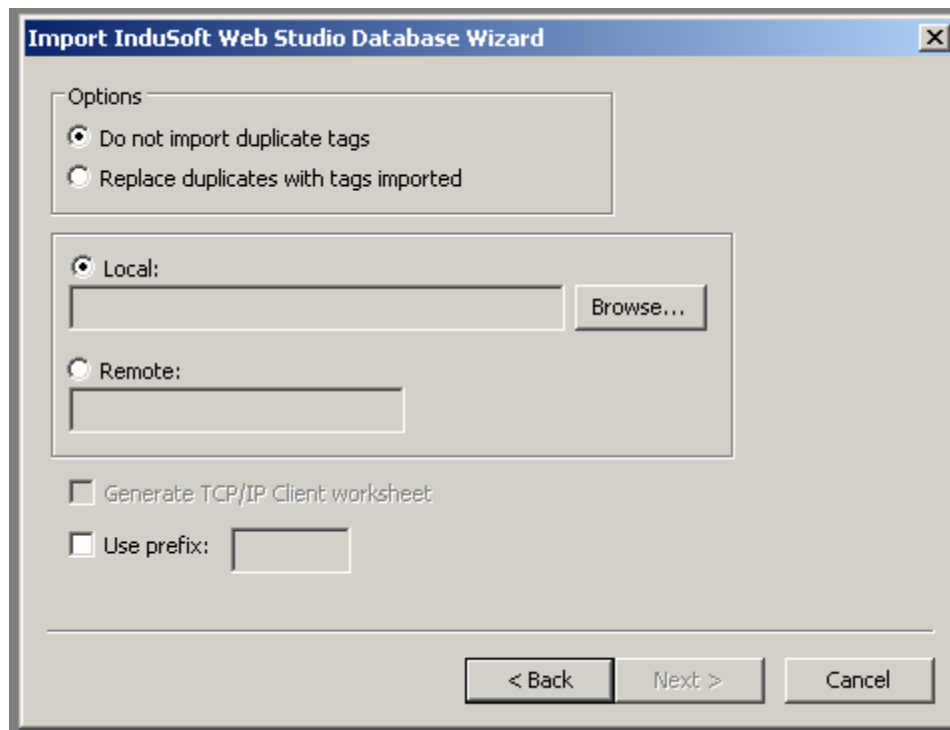 Import InduSoft Web Studio Database Wizard
Options
Do not import duplicate tags
Replace duplicates with tags imported
Local:
Browse...
Remote:
Generate TCP/IP Client worksheet
Use prefix:
< Back Next > Cancel